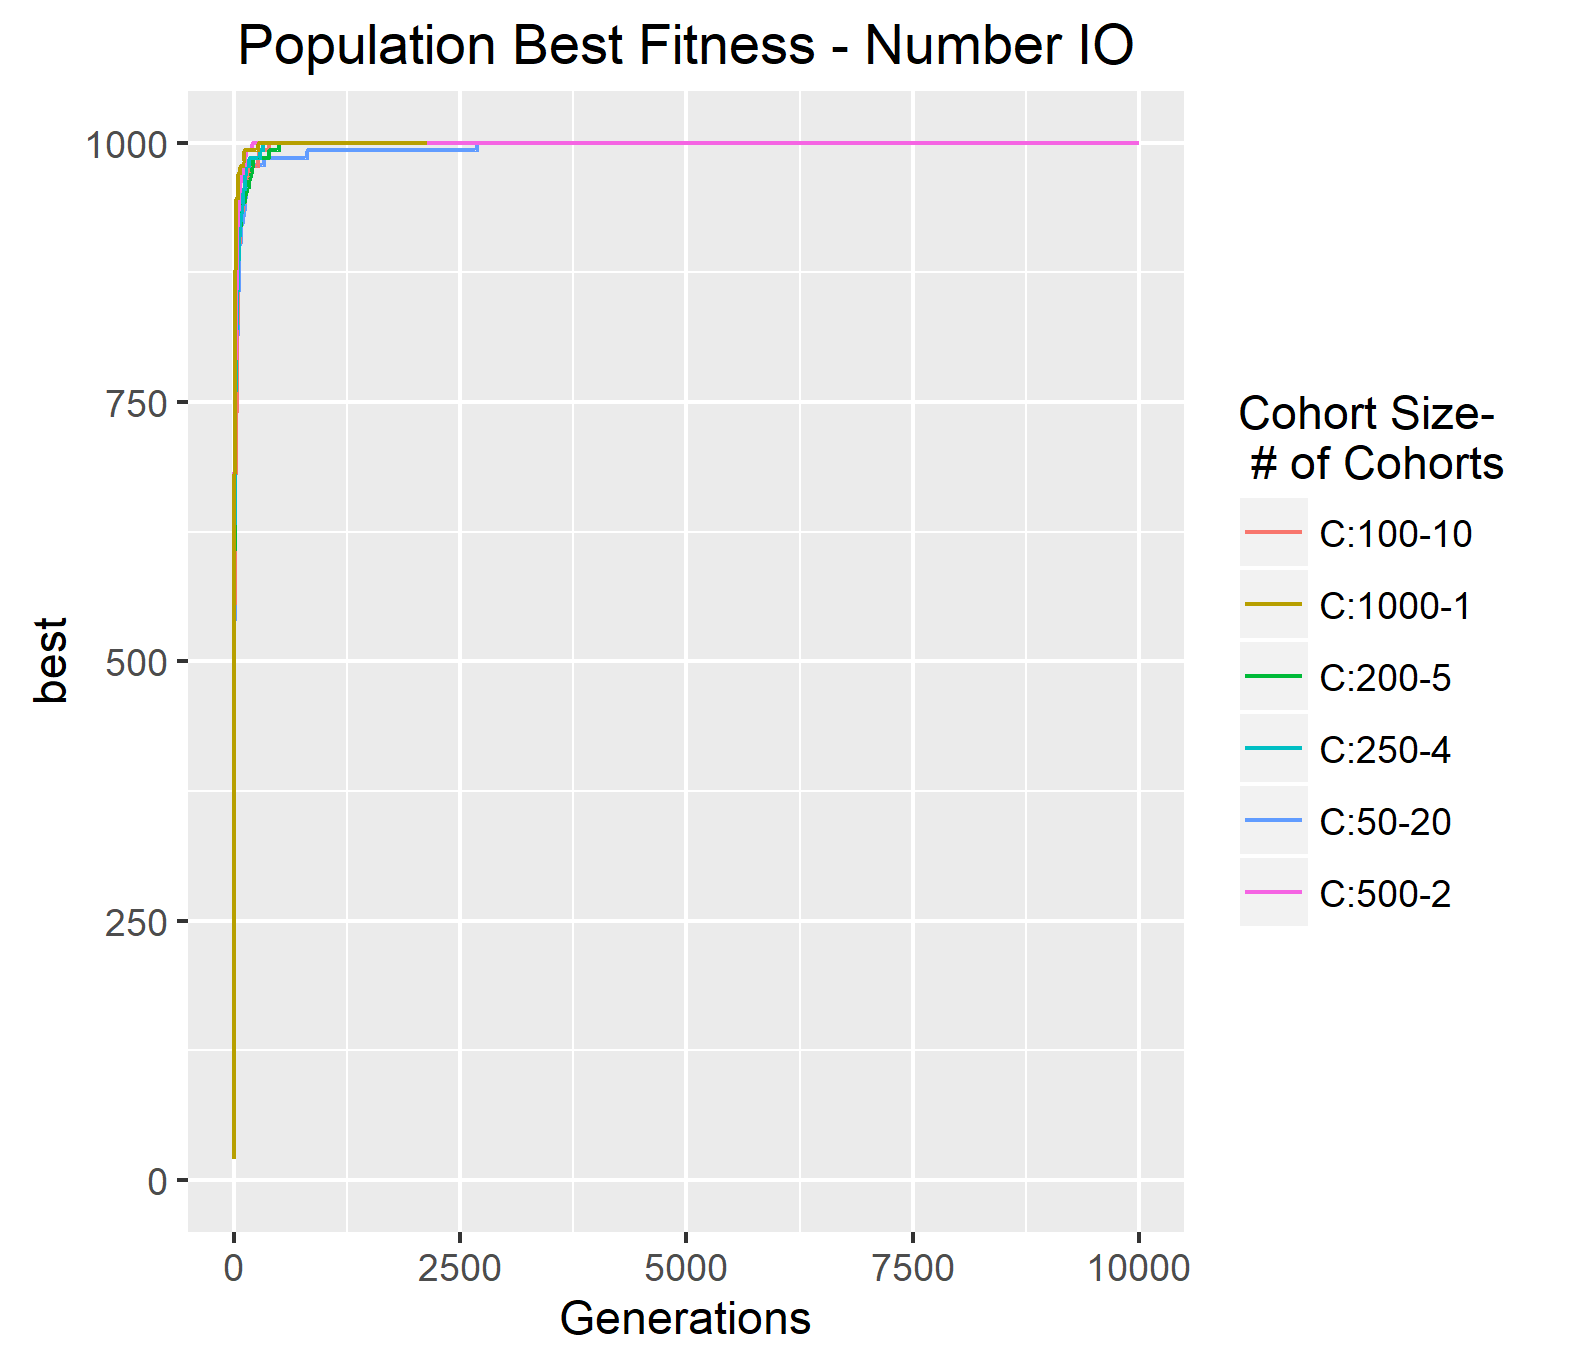 Population Best Fitness - Number IO
1000
750
500
250
0
best
0
2500
5000
7500
10000
Generations
Cohort Size-
# of Cohorts
C:100-10
C:1000-1
C:200-5
C:250-4
C:50-20
C:500-2